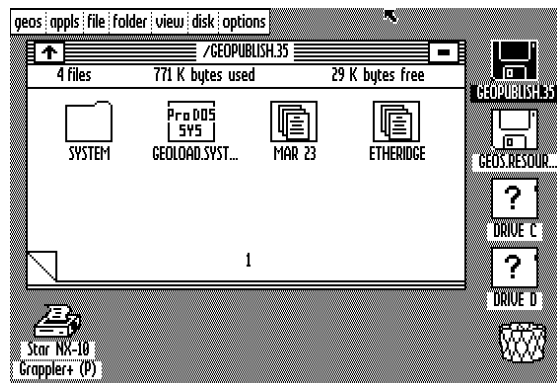 geos appls file folder view disk options
/GEOPUBLISH.35
4 files 771 K bytes used 29 K bytes free
GEOPUBLISH.35
ProDOS
SYS
SYSTEM GEOLOAD.SYST... MAR 23 ETHERIDGE
GEOS.RESOUR...
?
DRIVE C
1
?
DRIVE D
Star NX-10
Grappler+ (P)